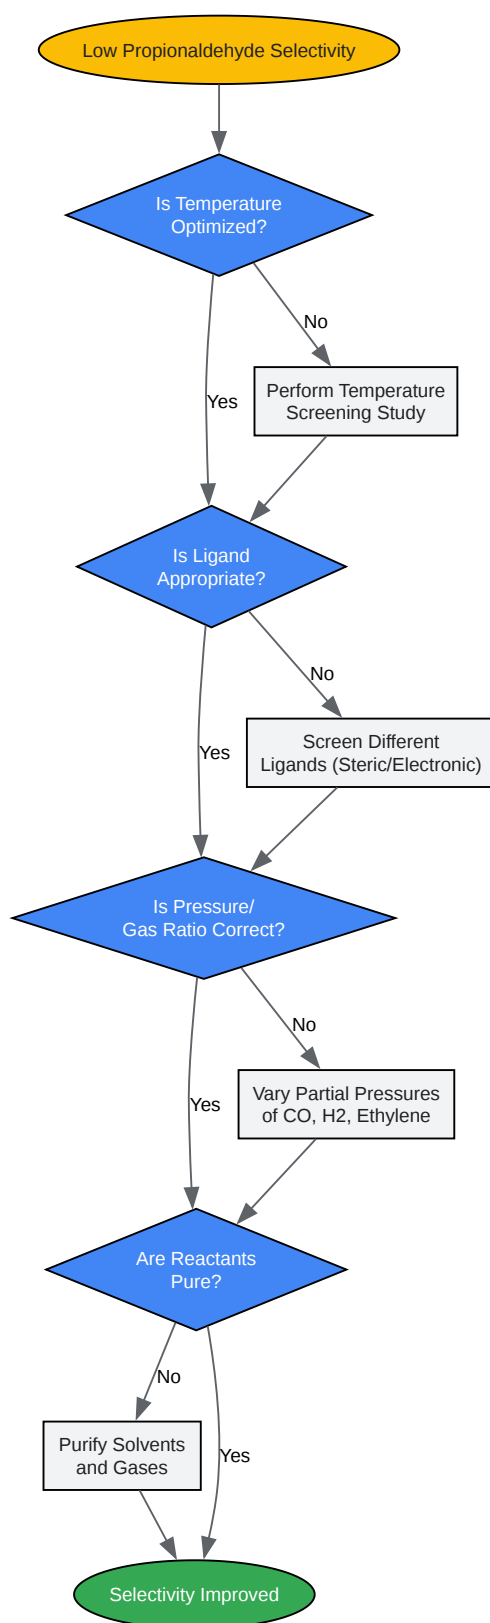 Low Propionaldehyde Selectivity
Is Temperature
Optimized?
No
Yes
Perform Temperature
Screening Study
Is Ligand
Appropriate?
No
Yes
Screen Different
Ligands (Steric/Electronic)
Is Pressure/
Gas Ratio Correct?
No
Yes
Vary Partial Pressures
of CO, H2, Ethylene
Are Reactants
Pure?
No
Purify Solvents
and Gases
Yes
Selectivity Improved